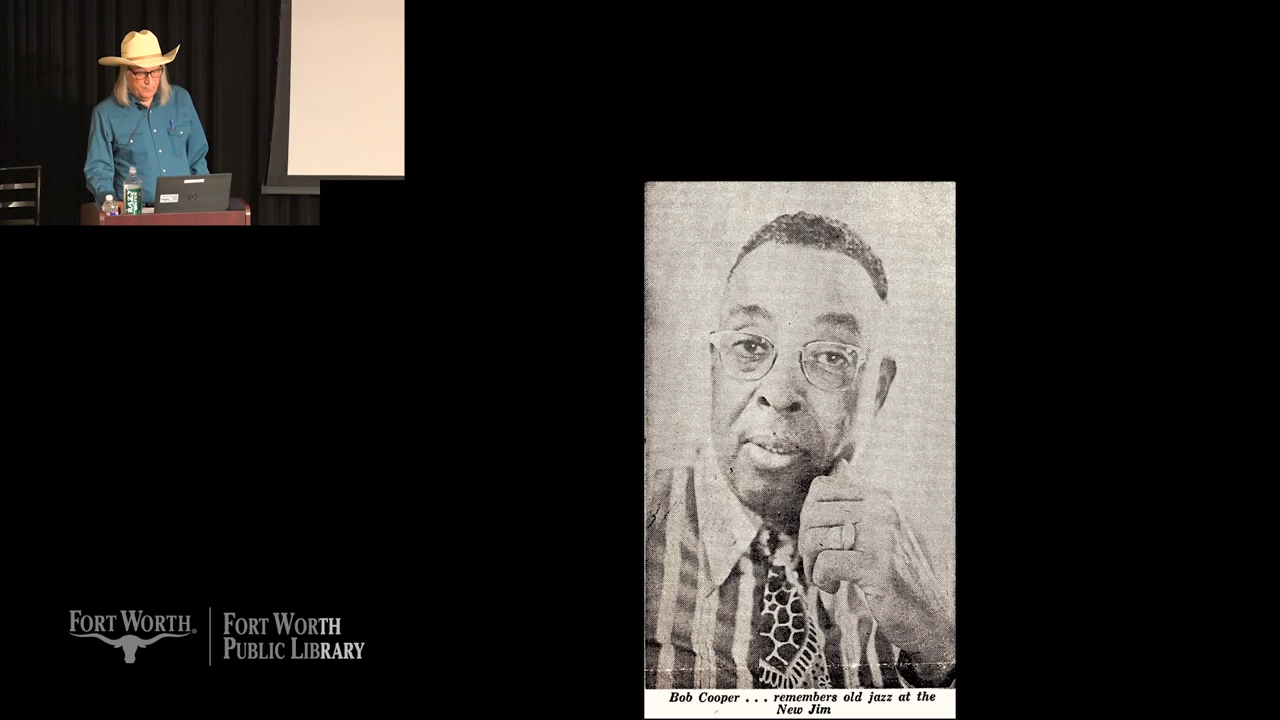 FORT WORTH®
FORT WORTH
PUBLIC LIBRARY
Bob Cooper . . . remembers old jazz at the
New Jim